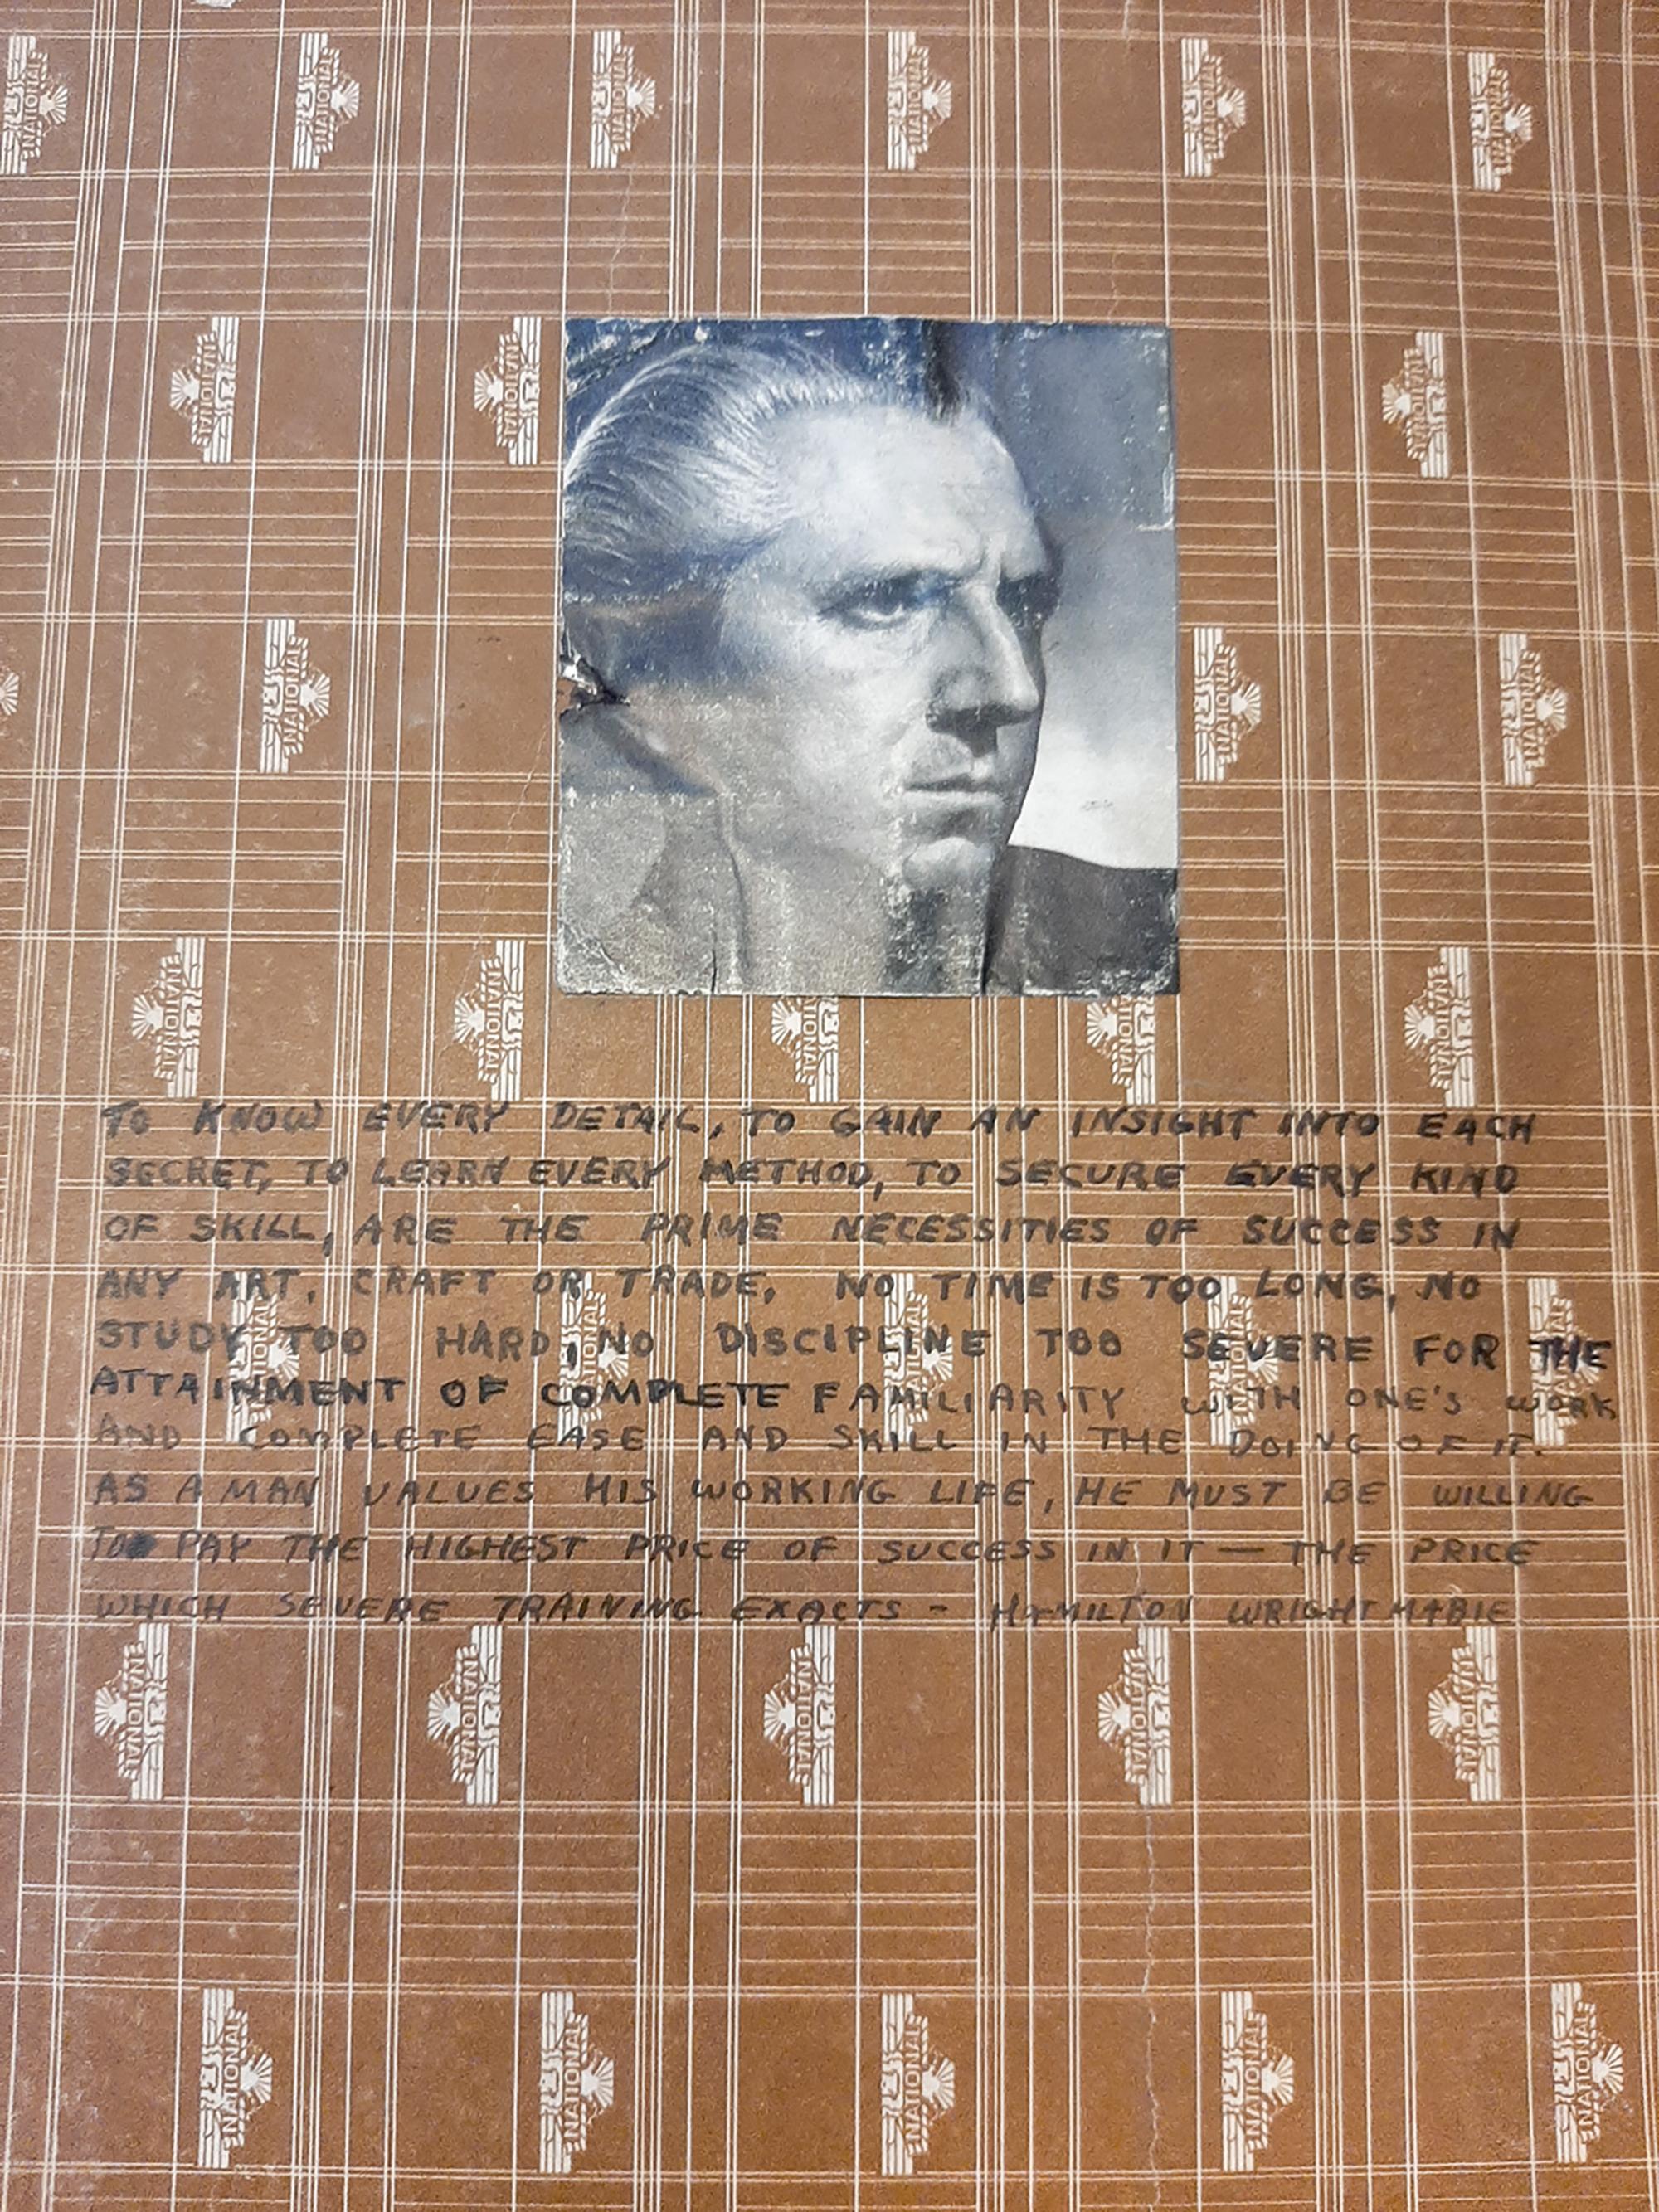 TO KNOW EVERY DETAIL, TO GAIN AN INSIGHT INTO EACH
SECRET, TO LEARN EVERY METHOD, TO SECURE EVERY KIND
OF SKILL, ARE THE PRIME NECESSITIES OF SUCCESS IN
ANY ART, CRAFT OR TRADE. NO TIME IS TOO LONG, NO
STUDY TOO HARD, NO DISCIPLINE TOO SEVERE FOR THE
ATTAINMENT OF COMPLETE FAMILIARITY WITH ONE'S WORK
AND COMPLETE EASE AND SKILL IN THE DOING OF IT.
AS A MAN VALUES HIS WORKING LIFE, HE MUST BE WILLING
TO PAY THE HIGHEST PRICE OF SUCCESS IN IT — THE PRICE
WHICH SEVERE TRAINING EXACTS - HAMILTON WRIGHT MABIE
NATIONAL